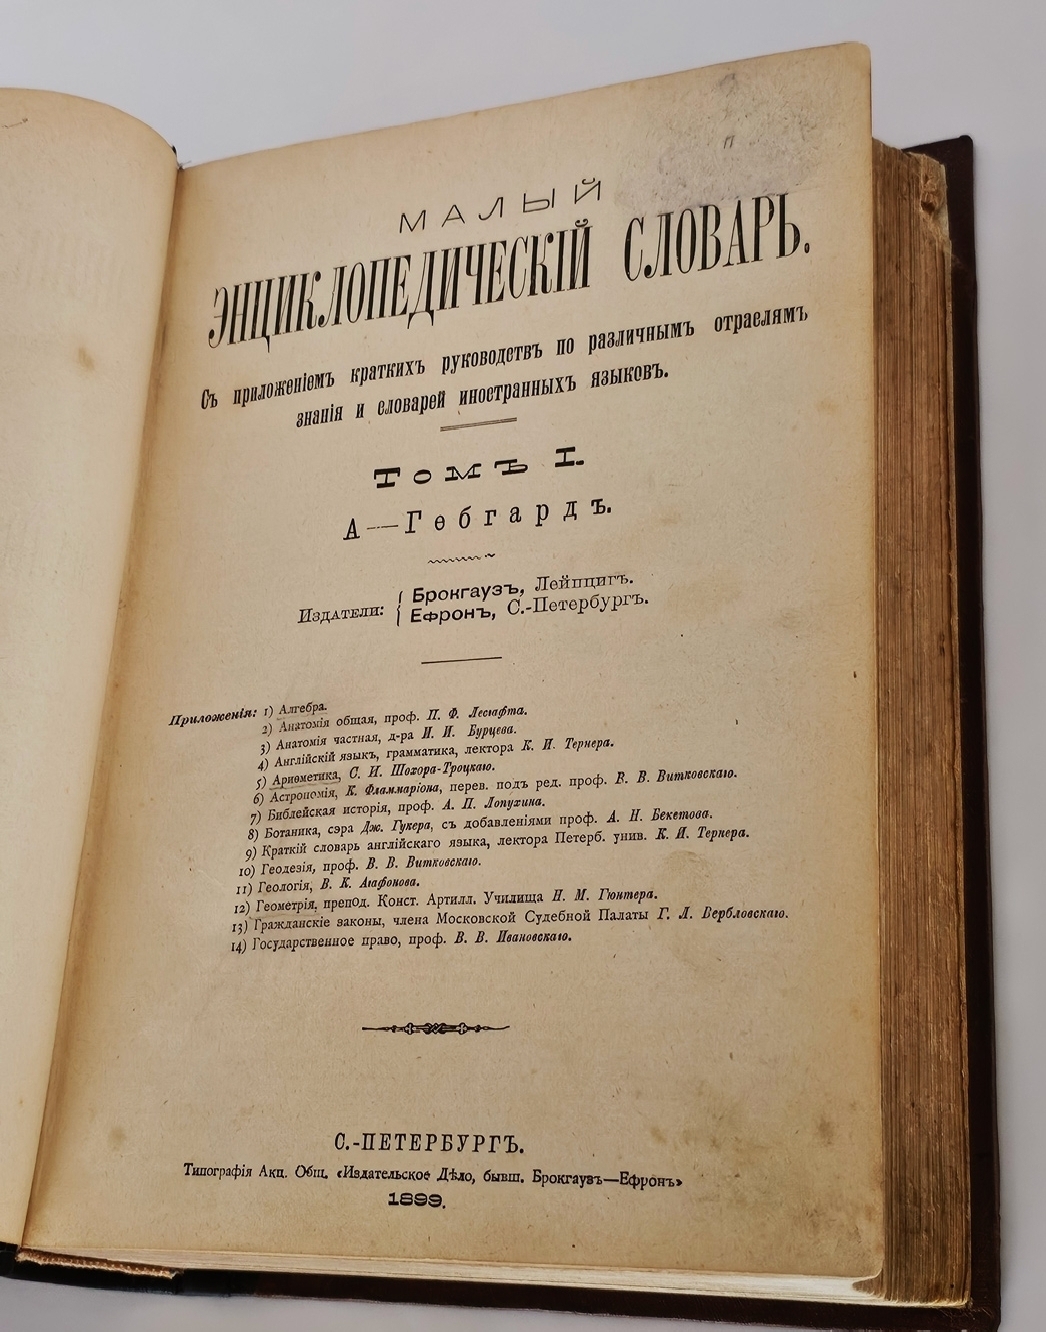 МАЛЫЙ
ЭНЦИКЛОПЕДИЧЕСКІЙ СЛОВАРЬ.
Съ приложеніемъ краткихъ руководствъ по различнымъ отраслямъ
знанія и словарей иностранныхъ языковъ.
Томъ I.
А—Гебгардъ.
Издатели: { Брокгаузъ, Лейпцигъ.
Ефронъ, С.-Петербургъ.
Приложенія: 1) Алгебра.
2) Анатомія общая, проф. П. Ф. Лесгафта.
3) Анатомія частная, д-ра И. И. Бурцева.
4) Англійскій языкъ, грамматика, лектора К. И. Тернера.
5) Ариѳметика, С. И. Шохора-Троцкаго.
6) Астрономія, К. Фламмаріона, перев. подъ ред. проф. В. В. Витковскаго.
7) Библейская исторія, проф. А. П. Лопухина.
8) Ботаника, сэра Дж. Гукера, съ добавленіями проф. А. Н. Бекетова.
9) Краткій словарь англійскаго языка, лектора Петерб. унив. К. И. Тернера.
10) Геодезія, проф. В. В. Витковскаго.
11) Геологія, В. К. Агафонова.
12) Геометрія, препод. Конст. Артилл. Училища Н. М. Гюнтера.
13) Гражданскіе законы, члена Московской Судебной Палаты Г. Л. Вербловскаго.
14) Государственное право, проф. В. В. Ивановскаго.
С.-ПЕТЕРБУРГЪ.
Типографія Акц. Общ. «Издательское Дѣло, бывш. Брокгаузъ—Ефронъ»
1899.